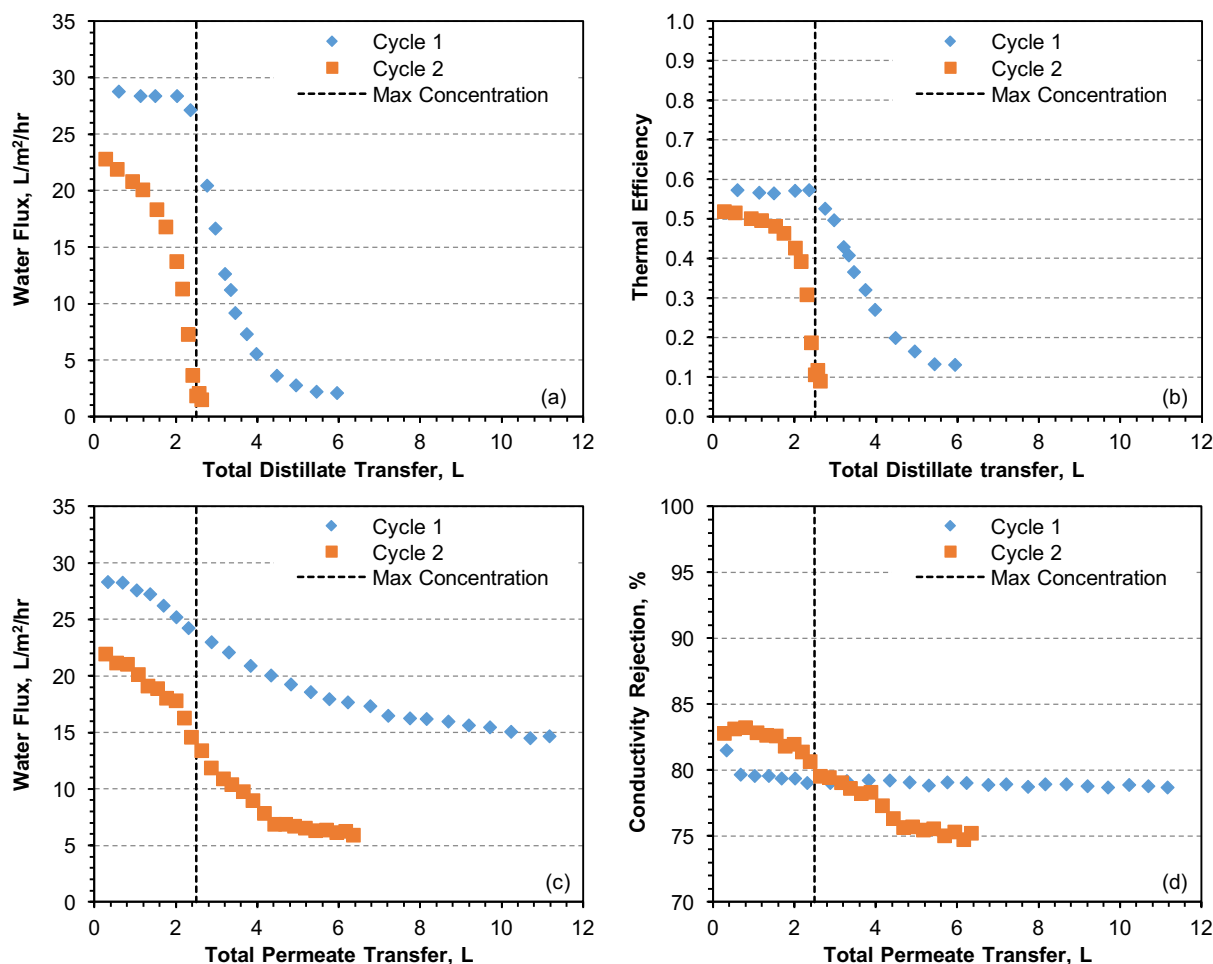 35
30
25
20
15
10
5
0
Water Flux, L/m²/hr
Cycle 1
Cycle 2
Max Concentration
(a)
0 2 4 6 8 10 12
Total Distillate Transfer, L
1.0
0.9
0.8
0.7
0.6
0.5
0.4
0.3
0.2
0.1
0.0
Thermal Efficiency
Cycle 1
Cycle 2
Max Concentration
(b)
0 2 4 6 8 10 12
Total Distillate transfer, L
35
30
25
20
15
10
5
0
Water Flux, L/m²/hr
Cycle 1
Cycle 2
Max Concentration
(c)
0 2 4 6 8 10 12
Total Permeate Transfer, L
100
95
90
85
80
75
70
Conductivity Rejection, %
Cycle 1
Cycle 2
Max Concentration
(d)
0 2 4 6 8 10 12
Total Permeate Transfer, L